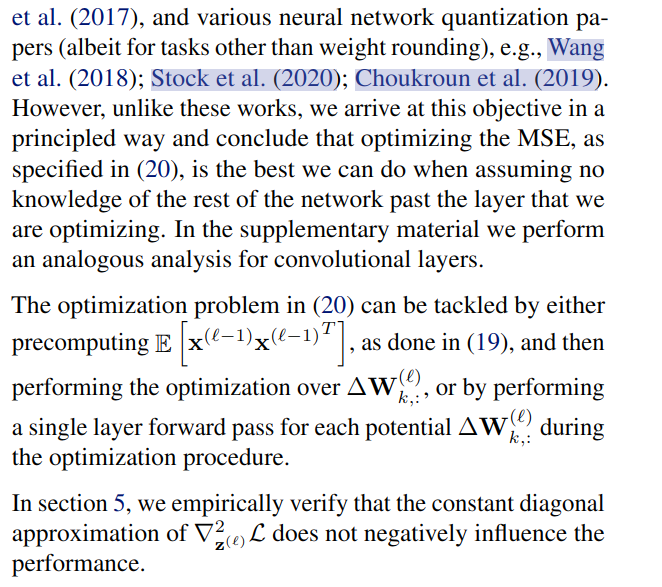 et al. (2017), and various neural network quantization pa-
pers (albeit for tasks other than weight rounding), e.g., Wang
et al. (2018); Stock et al. (2020); Choukroun et al. (2019).
However, unlike these works, we arrive at this objective in a
principled way and conclude that optimizing the MSE, as
specified in (20), is the best we can do when assuming no
knowledge of the rest of the network past the layer that we
are optimizing. In the supplementary material we perform
an analogous analysis for convolutional layers.
The optimization problem in (20) can be tackled by either
precomputing $\mathbb{E}\left[\mathbf{x}^{(\ell-1)}\mathbf{x}^{(\ell-1)^T}\right]$, as done in (19), and then
performing the optimization over $\Delta\mathbf{W}^{(\ell)}_{k,:}$, or by performing
a single layer forward pass for each potential $\Delta\mathbf{W}^{(\ell)}_{k,:}$ during
the optimization procedure.
In section 5, we empirically verify that the constant diagonal
approximation of $\nabla^2_{\mathbf{z}^{(\ell)}}\mathcal{L}$ does not negatively influence the
performance.